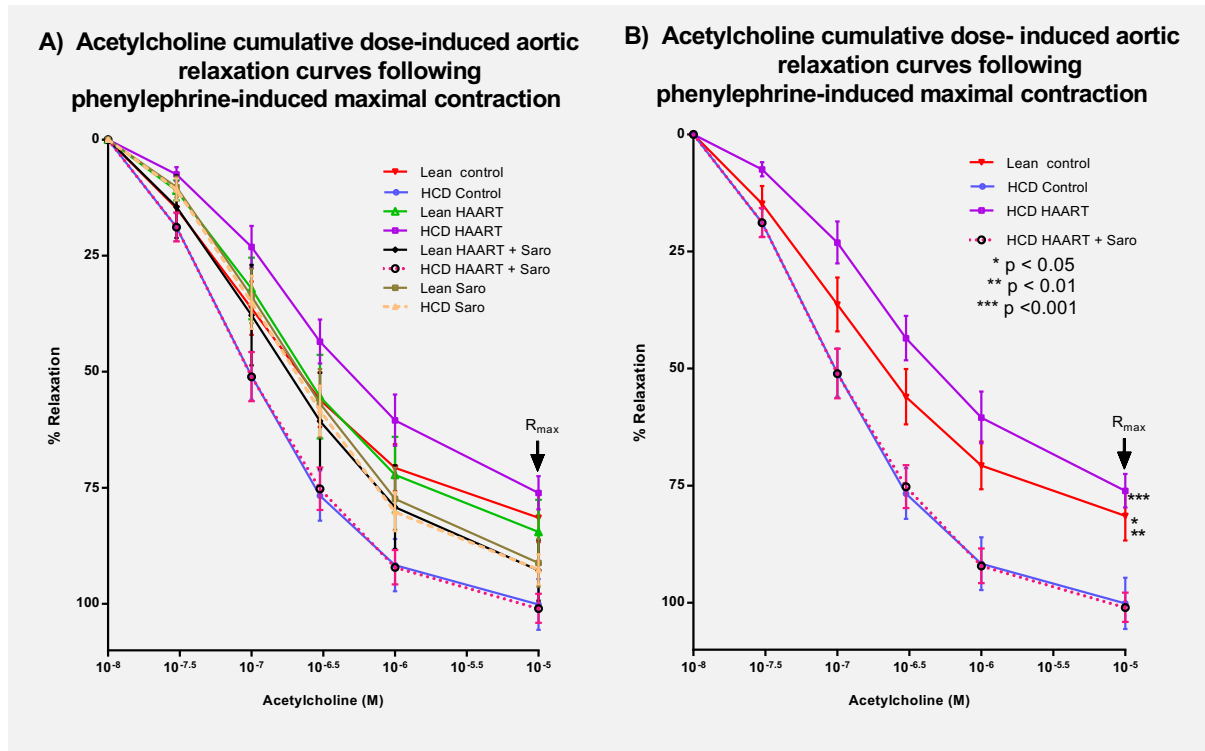 A) Acetylcholine cumulative dose-induced aortic
relaxation curves following
phenylephrine-induced maximal contraction
0
25
50
75
100
% Relaxation
Lean control
HCD Control
Lean HAART
HCD HAART
Lean HAART + Saro
HCD HAART + Saro
Lean Saro
HCD Saro
Rmax
10-8
10-7.5
10-7
10-6.5
10-6
10-5.5
10-5
Acetylcholine (M)
B) Acetylcholine cumulative dose- induced aortic
relaxation curves following
phenylephrine-induced maximal contraction
0
25
50
75
100
% Relaxation
Lean control
HCD Control
HCD HAART
HCD HAART + Saro
* p < 0.05
** p < 0.01
*** p <0.001
Rmax
***
*
**
10-8
10-7.5
10-7
10-6.5
10-6
10-5.5
10-5
Acetylcholine (M)